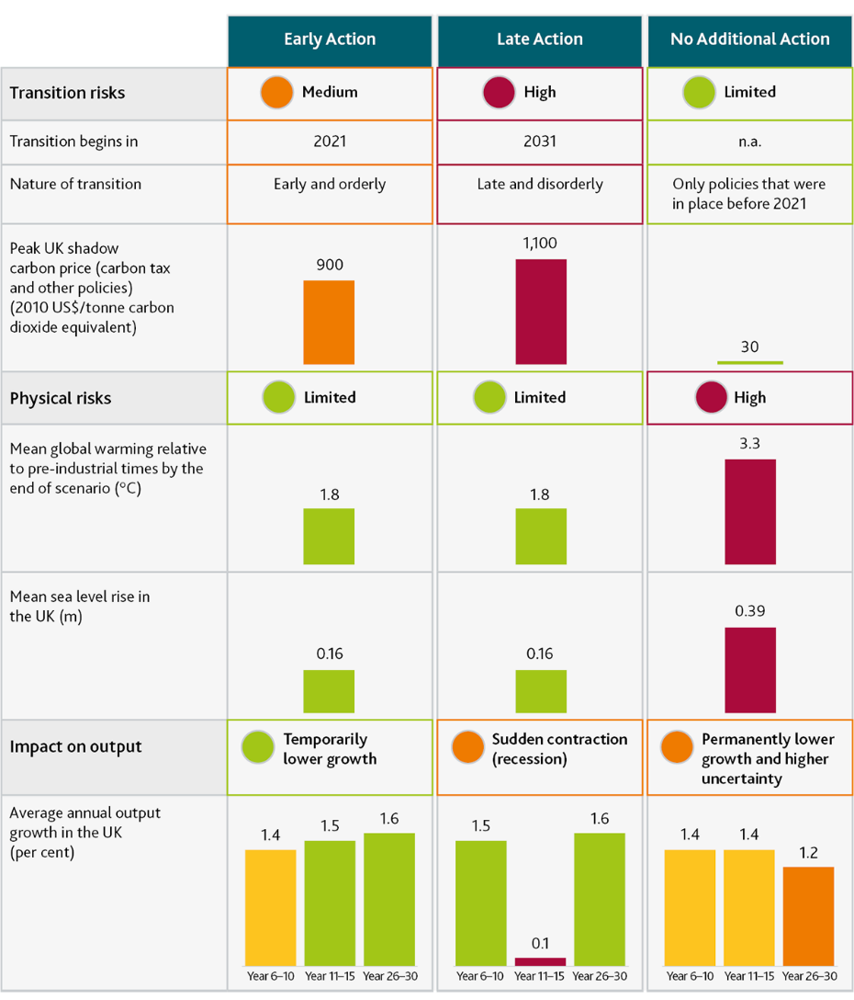 Early Action
Late Action
No Additional Action
Transition risks
Medium
High
Limited
Transition begins in
2021
2031
n.a.
Nature of transition
Early and orderly
Late and disorderly
Only policies that were
in place before 2021
Peak UK shadow
carbon price (carbon tax
and other policies)
(2010 US$/tonne carbon
dioxide equivalent)
900
1,100
30
Physical risks
Limited
Limited
High
Mean global warming relative
to pre-industrial times by the
end of scenario (°C)
1.8
1.8
3.3
Mean sea level rise in
the UK (m)
0.16
0.16
0.39
Impact on output
Temporarily
lower growth
Sudden contraction
(recession)
Permanently lower
growth and higher
uncertainty
Average annual output
growth in the UK
(per cent)
1.4
1.5
1.6
Year 6–10
Year 11–15
Year 26–30
1.5
0.1
1.6
Year 6–10
Year 11–15
Year 26–30
1.4
1.4
1.2
Year 6–10
Year 11–15
Year 26–30